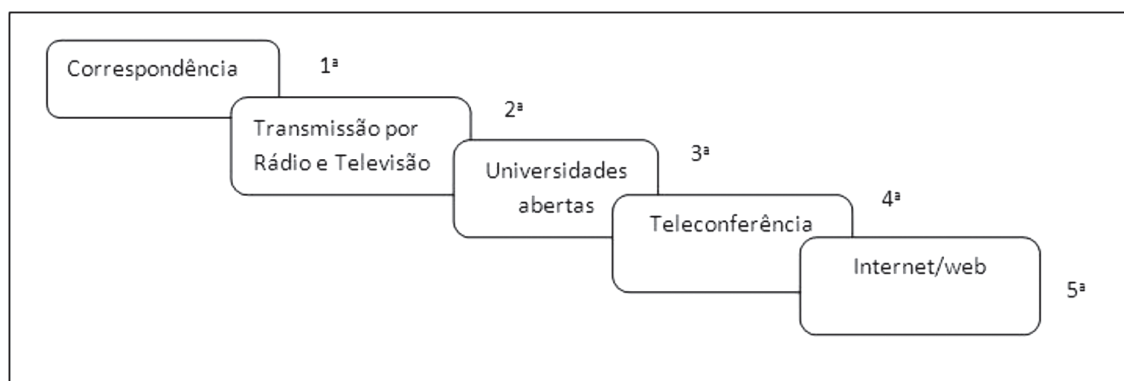 Correspondência
1ª
Transmissão por
Rádio e Televisão
2ª
Universidades
abertas
3ª
Teleconferência
4ª
Internet/web
5ª